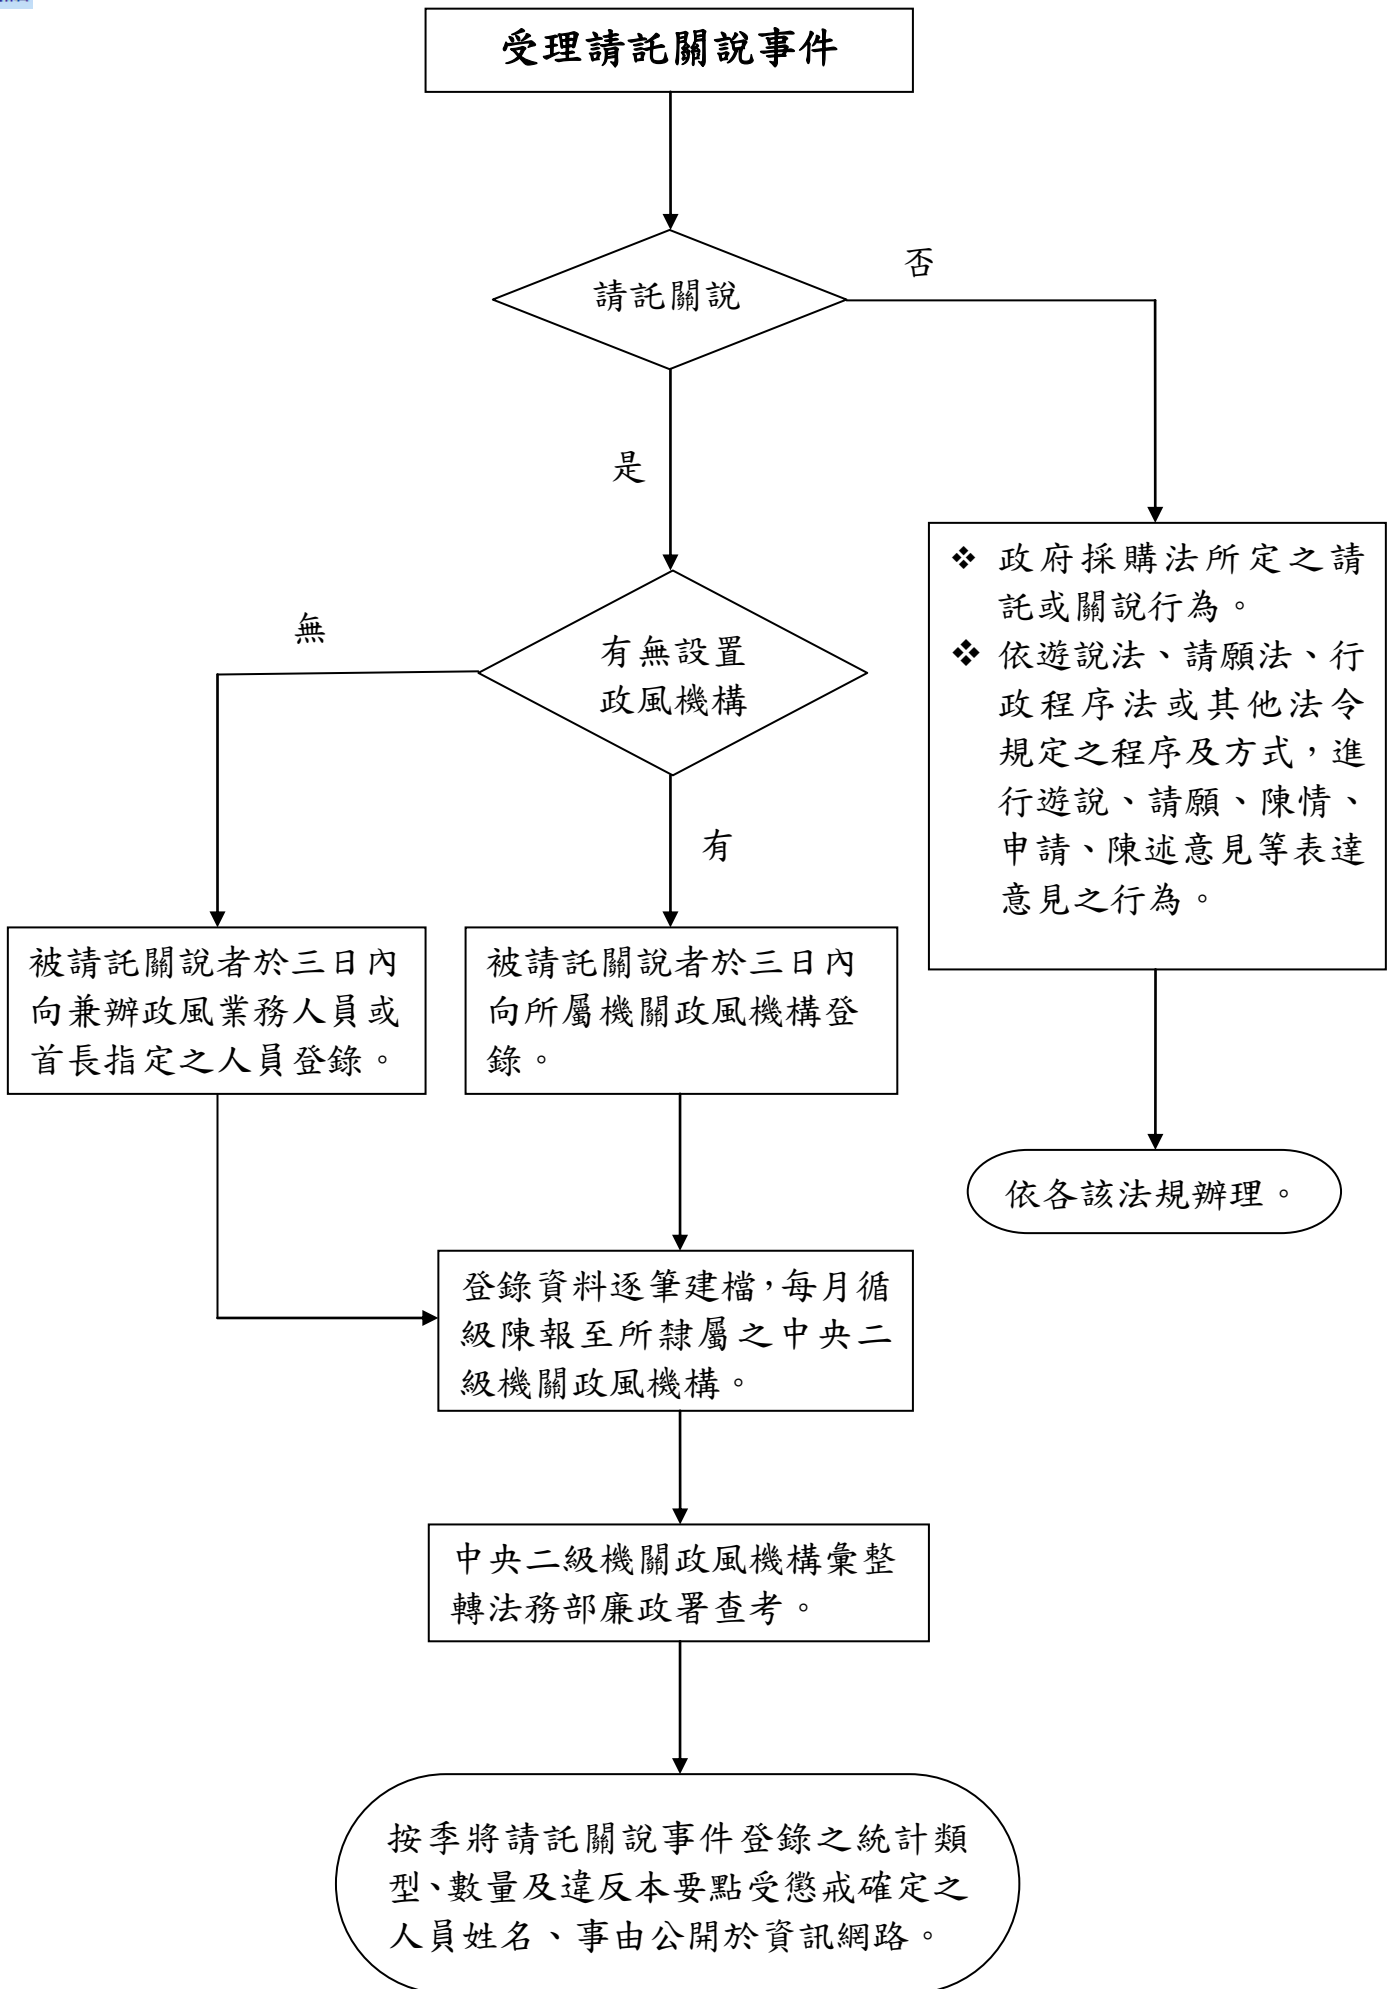 受理請託關說事件
請託關說
否
是
有無設置
政風機構
無
有
❖ 政府採購法所定之請
託或關說行為。
❖ 依遊說法、請願法、行
政程序法或其他法令
規定之程序及方式，進
行遊說、請願、陳情、
申請、陳述意見等表達
意見之行為。
被請託關說者於三日內
向兼辦政風業務人員或
首長指定之人員登錄。
被請託關說者於三日內
向所屬機關政風機構登
錄。
依各該法規辦理。
登錄資料逐筆建檔，每月循
級陳報至所隸屬之中央二
級機關政風機構。
中央二級機關政風機構彙整
轉法務部廉政署查考。
按季將請託關說事件登錄之統計類
型、數量及違反本要點受懲戒確定之
人員姓名、事由公開於資訊網路。